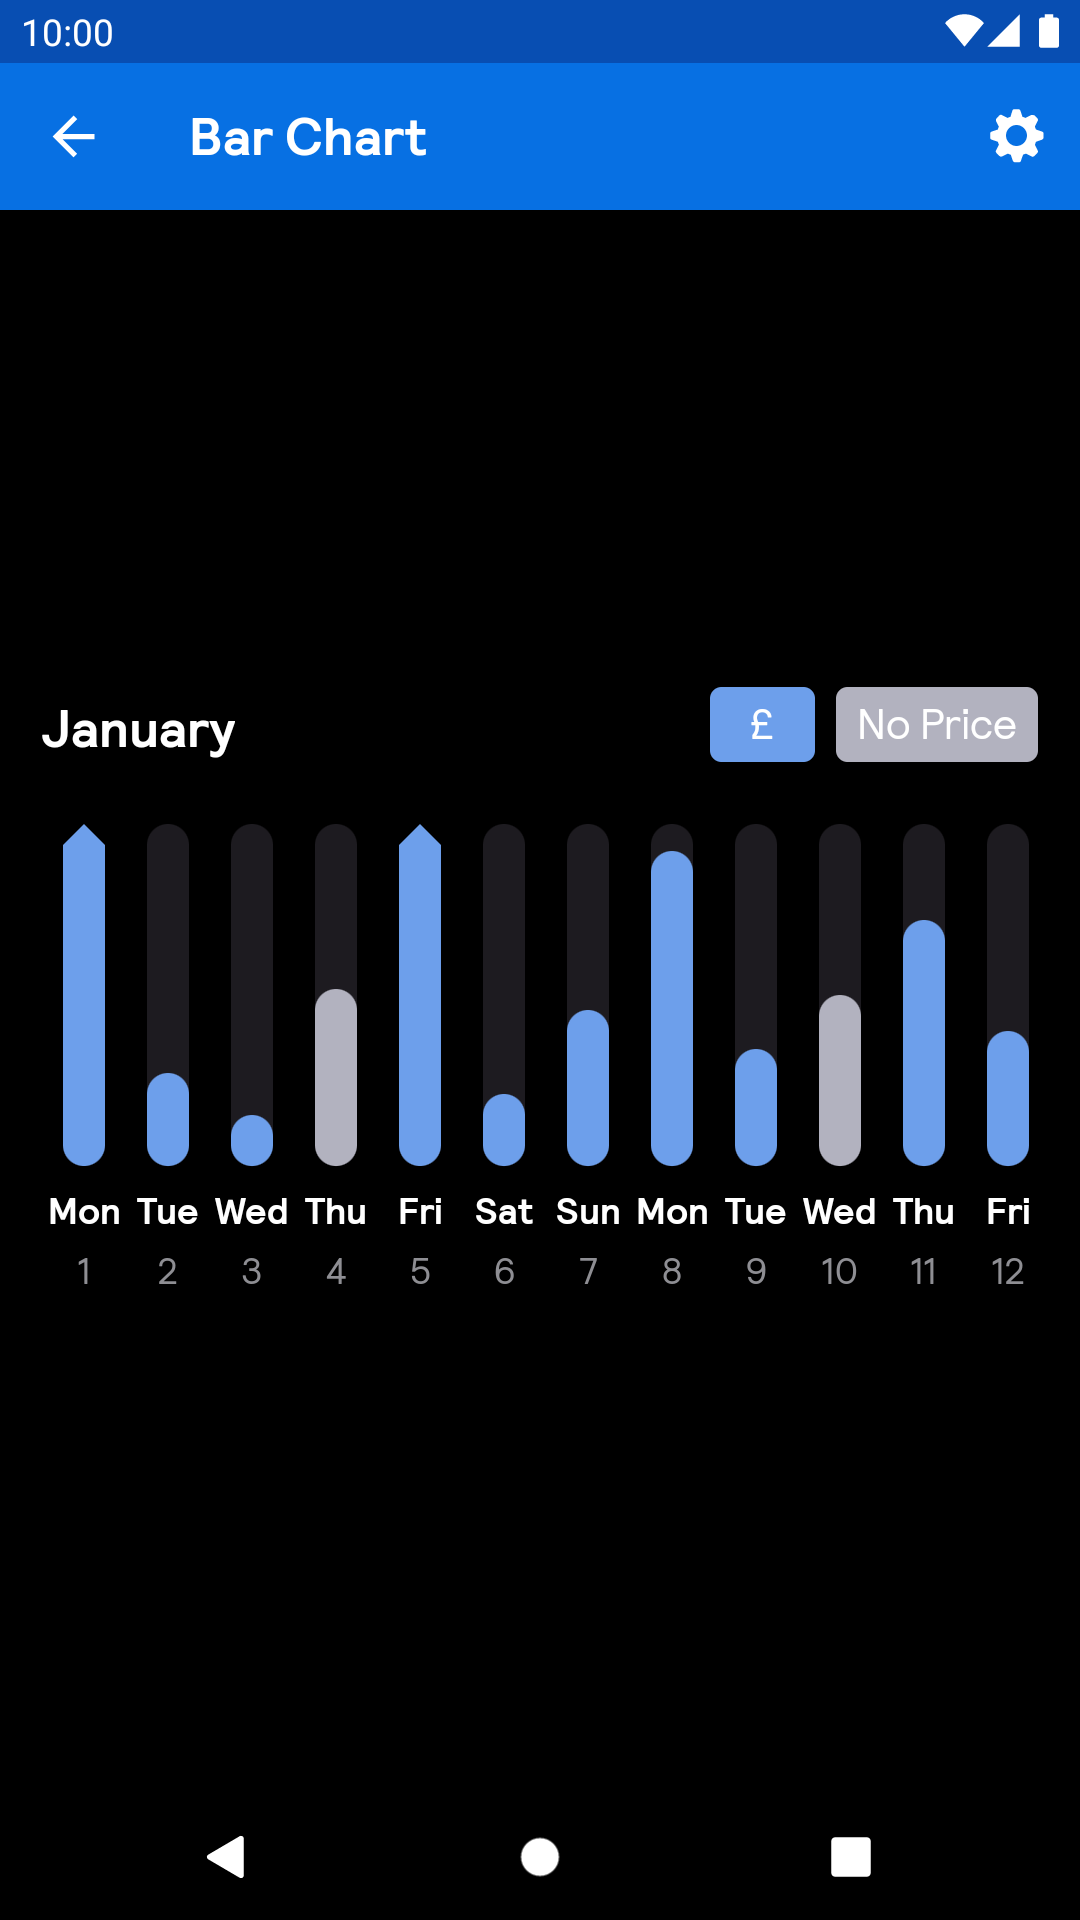 10:00
Bar Chart
January
£
No Price
Mon Tue Wed Thu Fri Sat Sun Mon Tue Wed Thu Fri
1 2 3 4 5 6 7 8 9 10 11 12